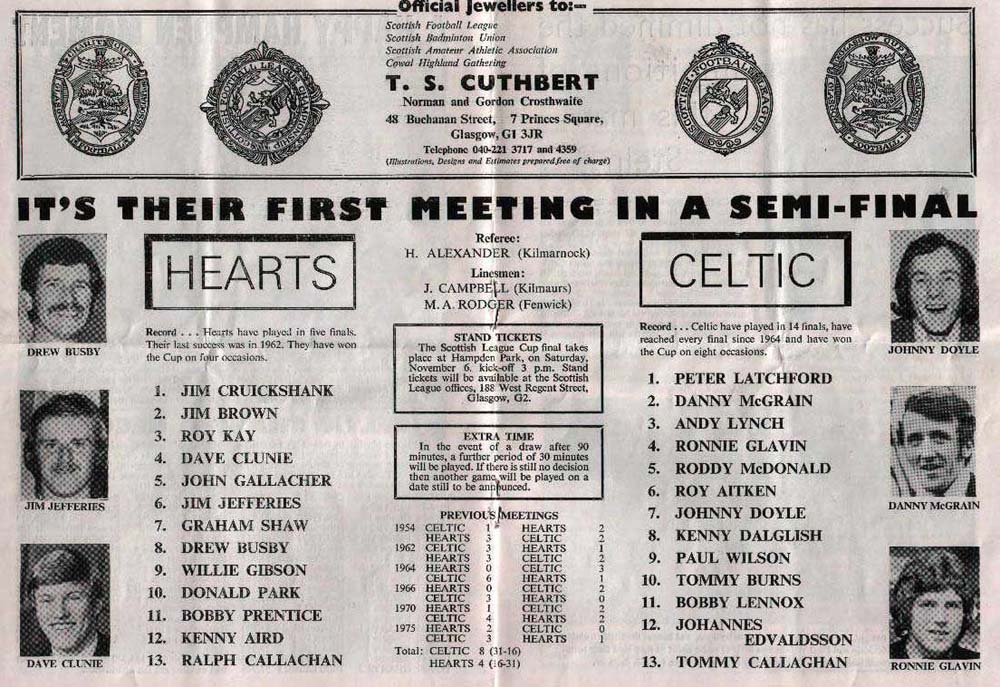 Official Jewellers to:—
Scottish Football League
Scottish Badminton Union
Scottish Amateur Athletic Association
Cowal Highland Gathering
T. S. CUTHBERT
Norman and Gordon Crosthwaite
48 Buchanan Street, 7 Princes Square,
Glasgow, G1 3JR
Telephone 040-221 3717 and 4359
(Illustrations, Designs and Estimates prepared free of charge)
IT'S THEIR FIRST MEETING IN A SEMI-FINAL
HEARTS
Record . . . Hearts have played in five finals.
Their last success was in 1962. They have won
the Cup on four occasions.
1. JIM CRUICKSHANK
2. JIM BROWN
3. ROY KAY
4. DAVE CLUNIE
5. JOHN GALLACHER
6. JIM JEFFERIES
7. GRAHAM SHAW
8. DREW BUSBY
9. WILLIE GIBSON
10. DONALD PARK
11. BOBBY PRENTICE
12. KENNY AIRD
13. RALPH CALLACHAN
DREW BUSBY
JIM JEFFERIES
DAVE CLUNIE
Referee:
H. ALEXANDER (Kilmarnock)
Linesmen:
J. CAMPBELL (Kilmaurs)
M. A. RODGER (Fenwick)
STAND TICKETS
The Scottish League Cup final takes
place at Hampden Park, on Saturday,
November 6, kick-off 3 p.m. Stand
tickets will be available at the Scottish
League offices, 188 West Regent Street,
Glasgow, G2.
EXTRA TIME
In the event of a draw after 90
minutes, a further period of 30 minutes
will be played. If there is still no decision
then another game will be played on a
date still to be announced.
PREVIOUS MEETINGS
1954 CELTIC 1 HEARTS 2
HEARTS 3 CELTIC 2
1962 CELTIC 3 HEARTS 1
HEARTS 3 CELTIC 2
1964 HEARTS 0 CELTIC 3
CELTIC 6 HEARTS 1
1966 HEARTS 0 CELTIC 2
CELTIC 3 HEARTS 0
1970 HEARTS 1 CELTIC 2
CELTIC 4 HEARTS 2
1975 HEARTS 2 CELTIC 0
CELTIC 3 HEARTS 1
Total: CELTIC 8 (31-16)
HEARTS 4 (16-31)
CELTIC
Record . . . Celtic have played in 14 finals, have
reached every final since 1964 and have won
the Cup on eight occasions.
1. PETER LATCHFORD
2. DANNY McGRAIN
3. ANDY LYNCH
4. RONNIE GLAVIN
5. RODDY McDONALD
6. ROY AITKEN
7. JOHNNY DOYLE
8. KENNY DALGLISH
9. PAUL WILSON
10. TOMMY BURNS
11. BOBBY LENNOX
12. JOHANNES
EDVALDSSON
13. TOMMY CALLAGHAN
JOHNNY DOYLE
DANNY McGRAIN
RONNIE GLAVIN